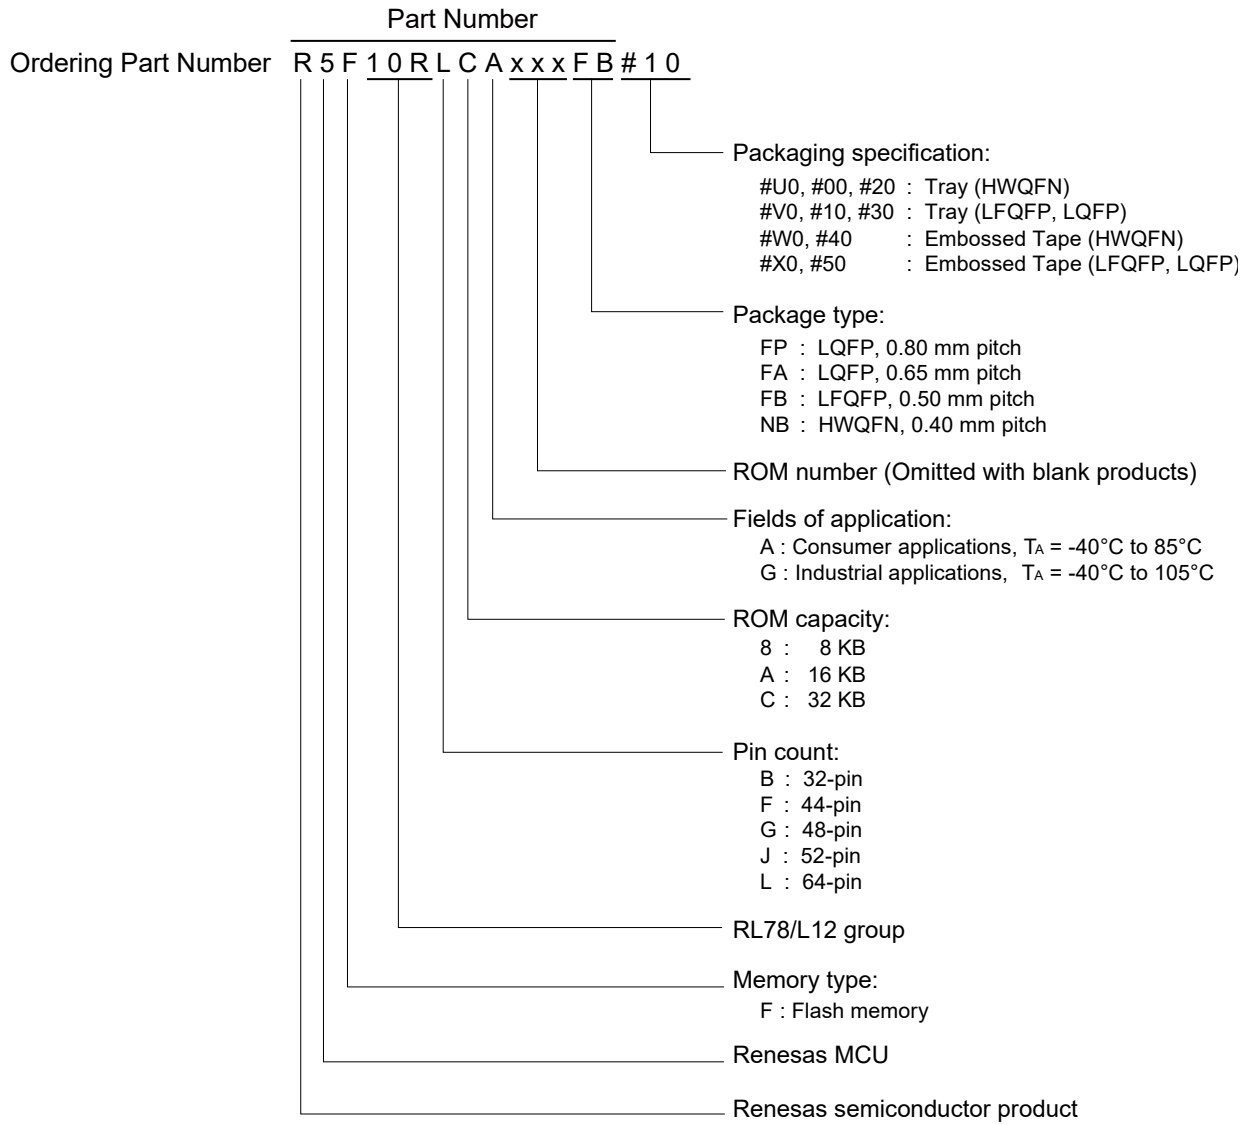 Part Number
Ordering Part Number R 5 F 1 0 R L C A x x x F B # 1 0
Packaging specification:
#U0, #00, #20 : Tray (HWQFN)
#V0, #10, #30 : Tray (LFQFP, LQFP)
#W0, #40 : Embossed Tape (HWQFN)
#X0, #50 : Embossed Tape (LFQFP, LQFP)
Package type:
FP : LQFP, 0.80 mm pitch
FA : LQFP, 0.65 mm pitch
FB : LFQFP, 0.50 mm pitch
NB : HWQFN, 0.40 mm pitch
ROM number (Omitted with blank products)
Fields of application:
A : Consumer applications, TA = -40°C to 85°C
G : Industrial applications, TA = -40°C to 105°C
ROM capacity:
8 : 8 KB
A : 16 KB
C : 32 KB
Pin count:
B : 32-pin
F : 44-pin
G : 48-pin
J : 52-pin
L : 64-pin
RL78/L12 group
Memory type:
F : Flash memory
Renesas MCU
Renesas semiconductor product